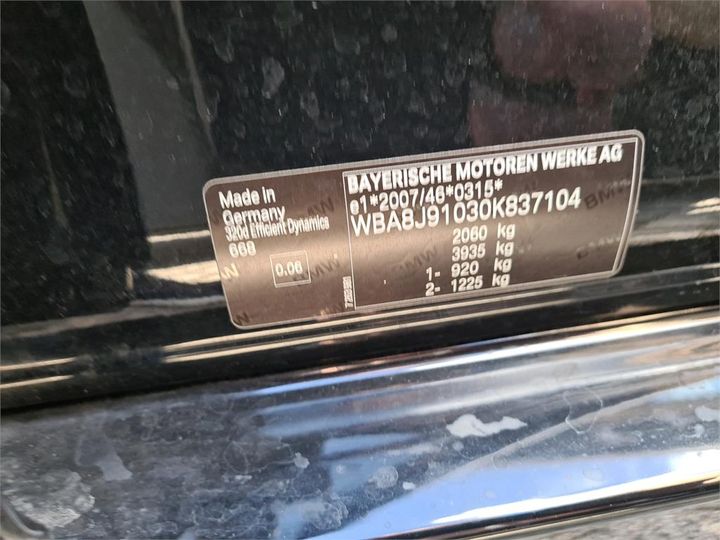 Made in
Germany
320d Efficient Dynamics
668
0.06
BAYERISCHE MOTOREN WERKE AG
e1*2007/46*0315*
WBA8J91030K837104
2060 kg
3935 kg
1- 920 kg
2- 1225 kg
BMW